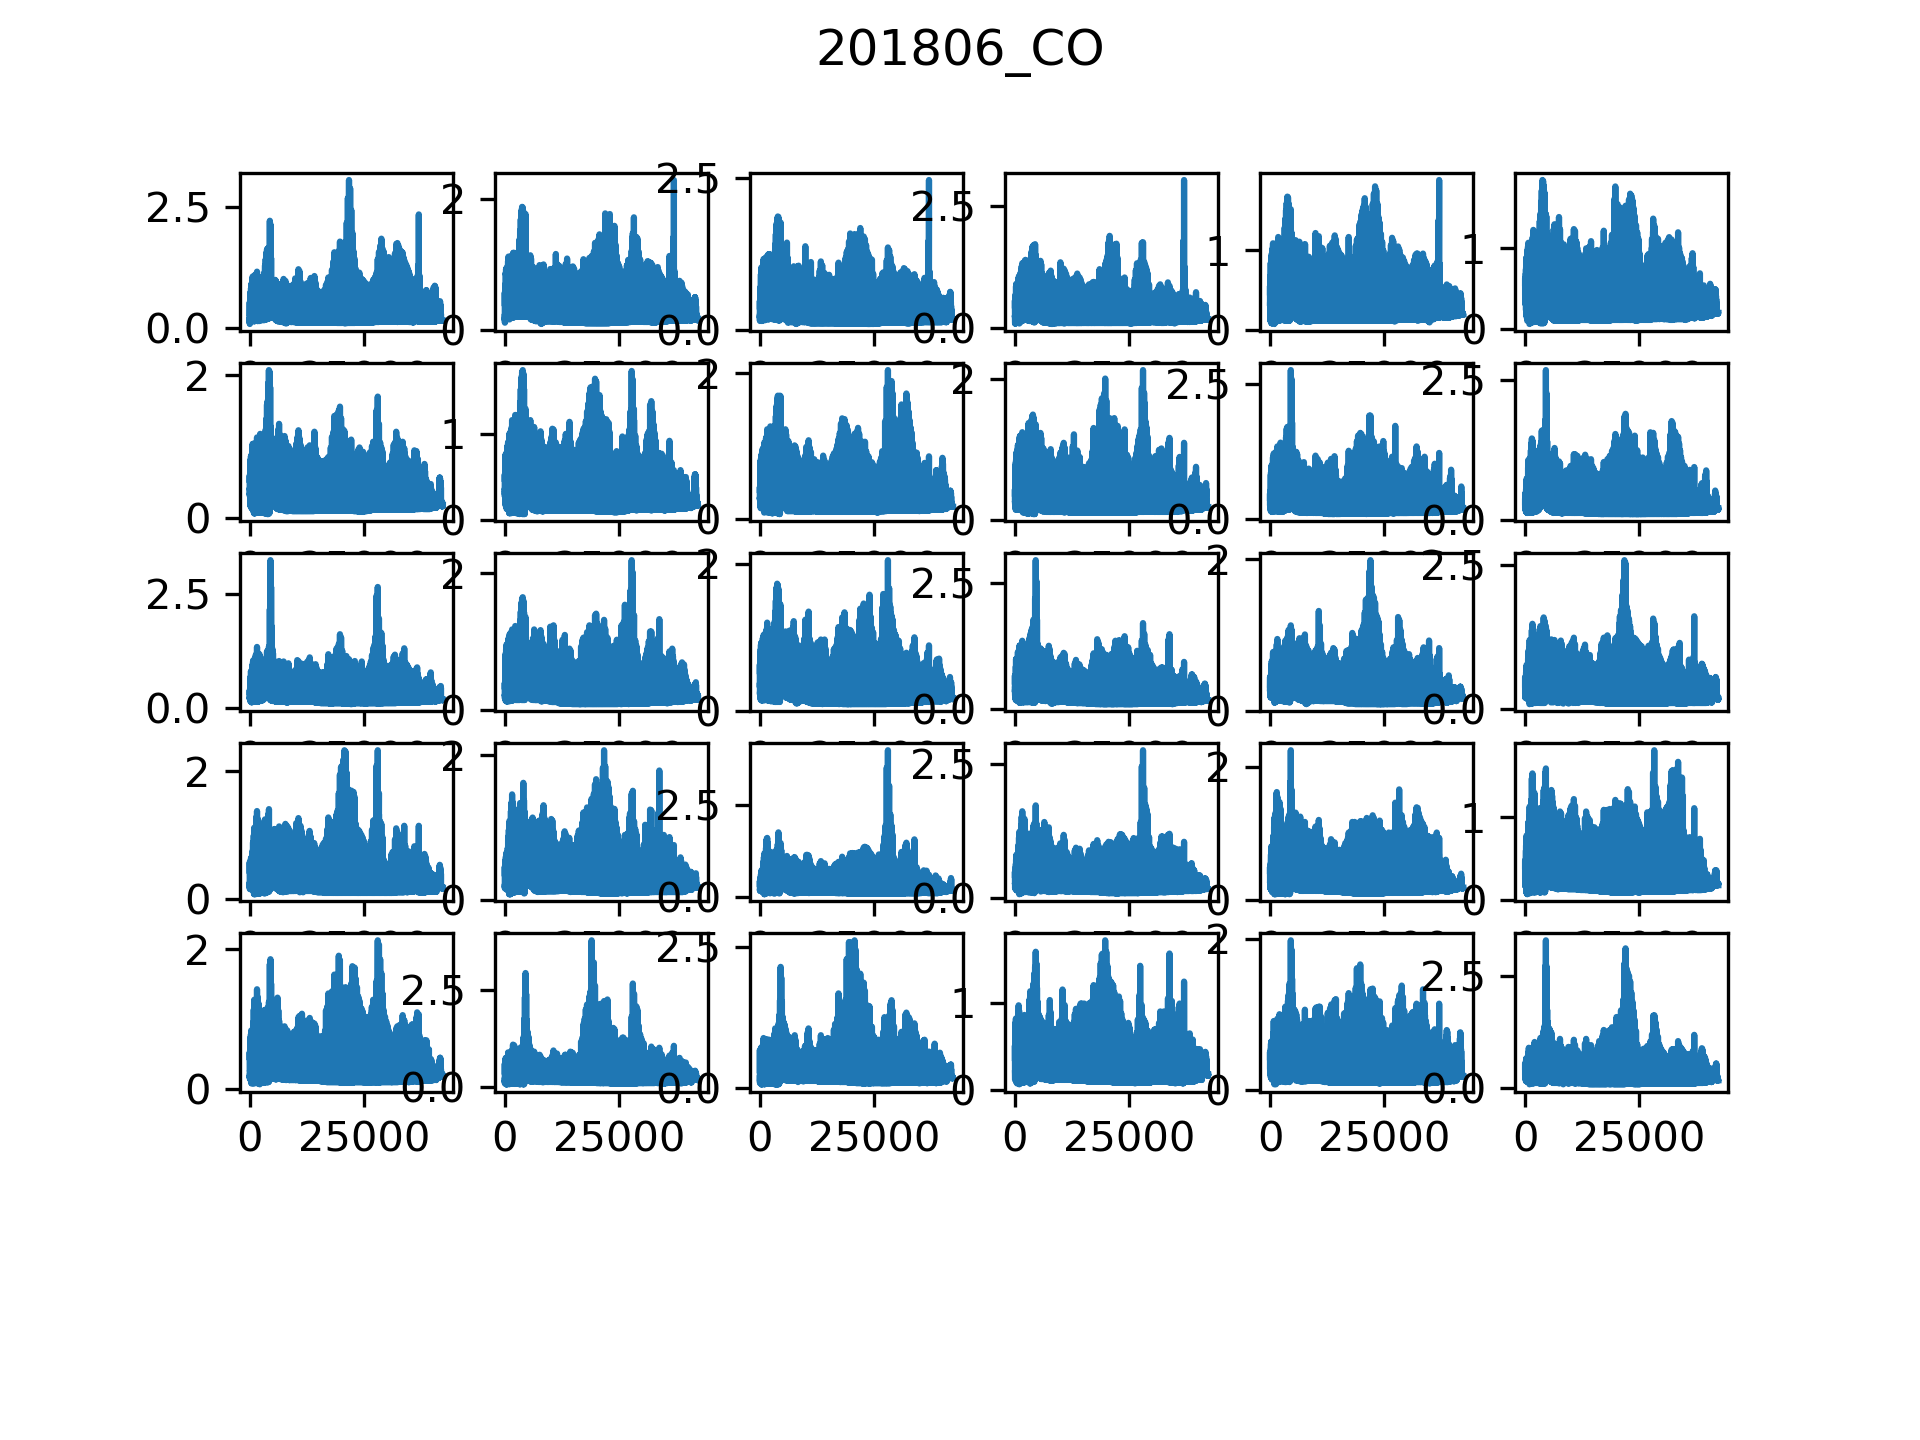 201806_CO
2.5 2 2.5 2.5 1 1
0.0 0 0.0 0.0 0 0
2 1 2 2 2.5 2.5
0 0 0 0 0.0 0.0
2.5 2 2 2.5 2 2.5
0.0 0 0 0.0 0 0.0
2 2 2.5 2.5 2 1
0 0 0.0 0.0 0 0
2 2.5 2.5 1 2 2.5
0 0.0 0.0 0 0 0.0
0 25000 0 25000 0 25000 0 25000 0 25000 0 25000